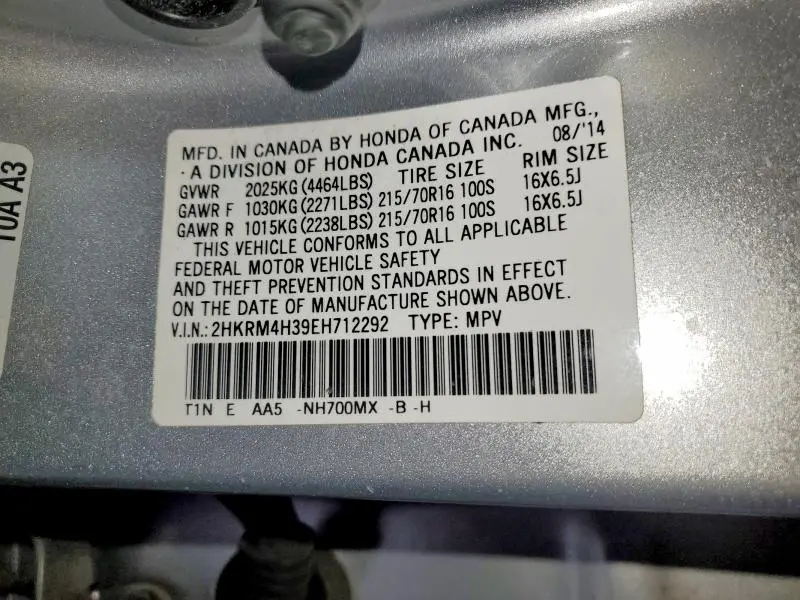 MFD. IN CANADA BY HONDA OF CANADA MFG.,
· A DIVISION OF HONDA CANADA INC. 08/'14
GVWR 2025KG (4464LBS) TIRE SIZE RIM SIZE
GAWR F 1030KG (2271LBS) 215/70R16 100S 16X6.5J
GAWR R 1015KG (2238LBS) 215/70R16 100S 16X6.5J
THIS VEHICLE CONFORMS TO ALL APPLICABLE
FEDERAL MOTOR VEHICLE SAFETY
AND THEFT PREVENTION STANDARDS IN EFFECT
ON THE DATE OF MANUFACTURE SHOWN ABOVE.
V.I.N.: 2HKRM4H39EH712292 TYPE: MPV
T1N E AA5 -NH700MX -B -H
10A A3